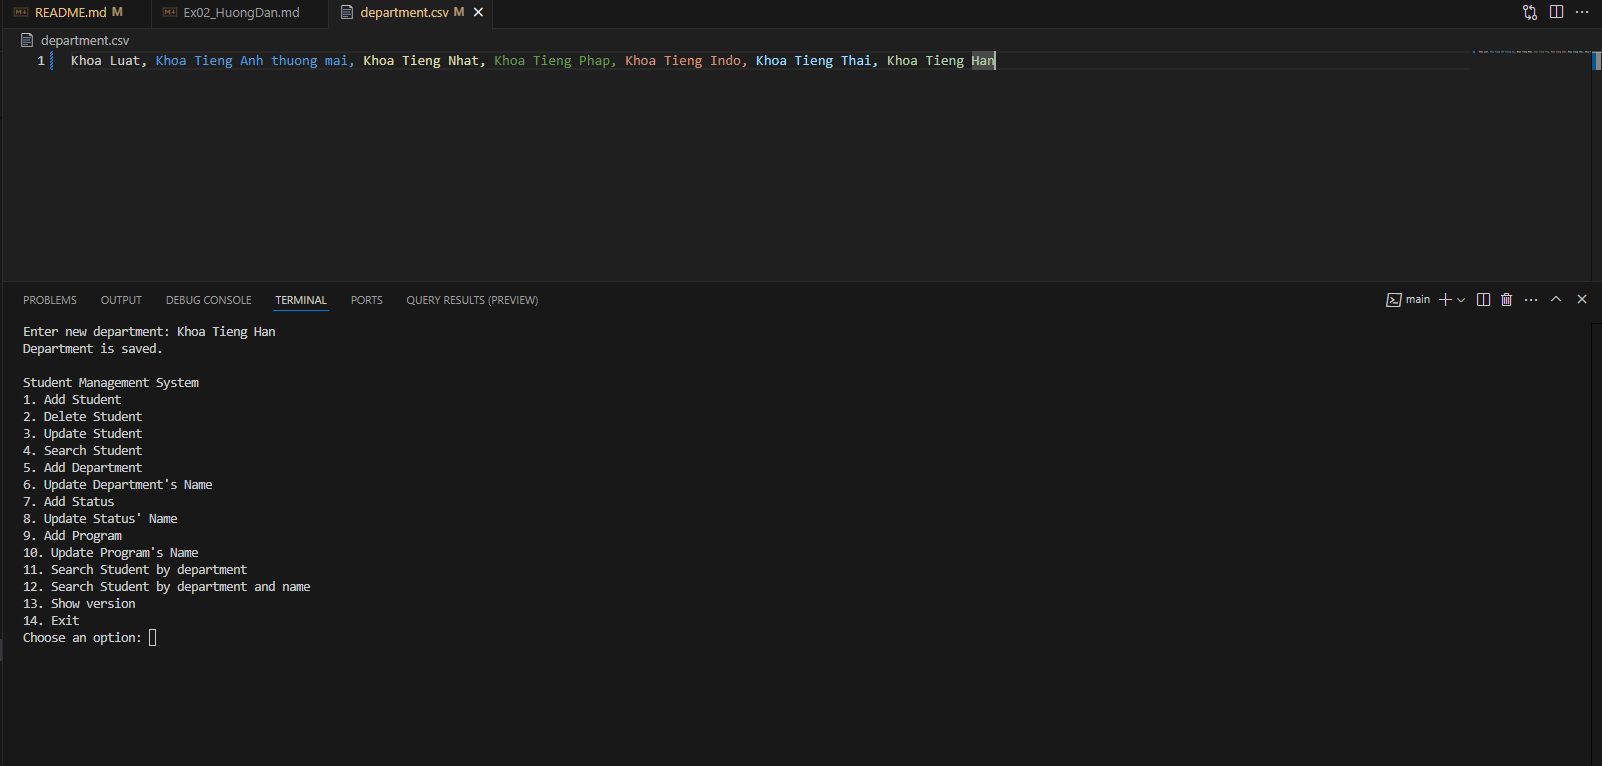 README.md M Ex02_HuongDan.md department.csv M
department.csv
1 Khoa Luat, Khoa Tieng Anh thuong mai, Khoa Tieng Nhat, Khoa Tieng Phap, Khoa Tieng Indo, Khoa Tieng Thai, Khoa Tieng Han
PROBLEMS OUTPUT DEBUG CONSOLE TERMINAL PORTS QUERY RESULTS (PREVIEW) main
Enter new department: Khoa Tieng Han
Department is saved.
Student Management System
1. Add Student
2. Delete Student
3. Update Student
4. Search Student
5. Add Department
6. Update Department's Name
7. Add Status
8. Update Status' Name
9. Add Program
10. Update Program's Name
11. Search Student by department
12. Search Student by department and name
13. Show version
14. Exit
Choose an option: